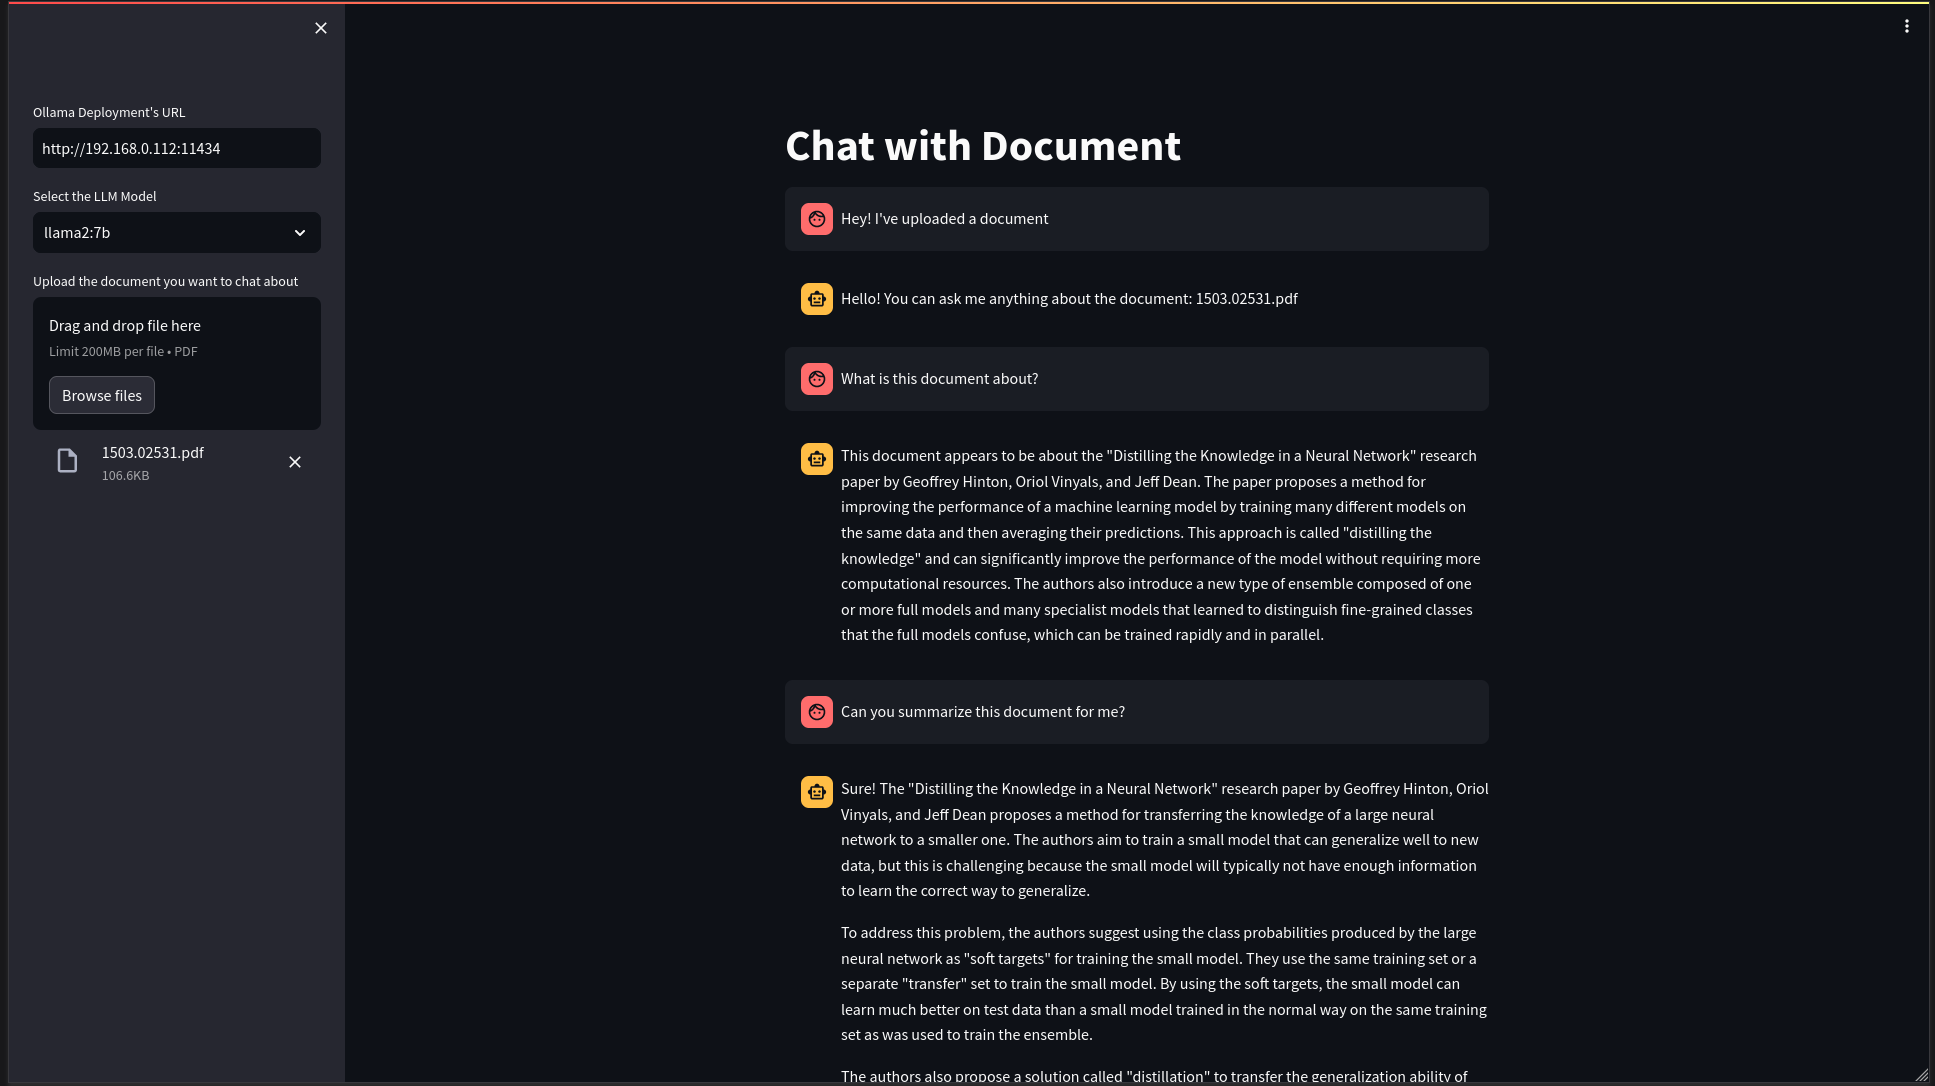 Ollama Deployment's URL
http://192.168.0.112:11434
Select the LLM Model
llama2:7b
Upload the document you want to chat about
Drag and drop file here
Limit 200MB per file • PDF
Browse files
1503.02531.pdf
106.6KB
Chat with Document
Hey! I've uploaded a document
Hello! You can ask me anything about the document: 1503.02531.pdf
What is this document about?
This document appears to be about the "Distilling the Knowledge in a Neural Network" research
paper by Geoffrey Hinton, Oriol Vinyals, and Jeff Dean. The paper proposes a method for
improving the performance of a machine learning model by training many different models on
the same data and then averaging their predictions. This approach is called "distilling the
knowledge" and can significantly improve the performance of the model without requiring more
computational resources. The authors also introduce a new type of ensemble composed of one
or more full models and many specialist models that learned to distinguish fine-grained classes
that the full models confuse, which can be trained rapidly and in parallel.
Can you summarize this document for me?
Sure! The "Distilling the Knowledge in a Neural Network" research paper by Geoffrey Hinton, Oriol
Vinyals, and Jeff Dean proposes a method for transferring the knowledge of a large neural
network to a smaller one. The authors aim to train a small model that can generalize well to new
data, but this is challenging because the small model will typically not have enough information
to learn the correct way to generalize.
To address this problem, the authors suggest using the class probabilities produced by the large
neural network as "soft targets" for training the small model. They use the same training set or a
separate "transfer" set to train the small model. By using the soft targets, the small model can
learn much better on test data than a small model trained in the normal way on the same training
set as was used to train the ensemble.
The authors also propose a solution called "distillation" to transfer the generalization ability of